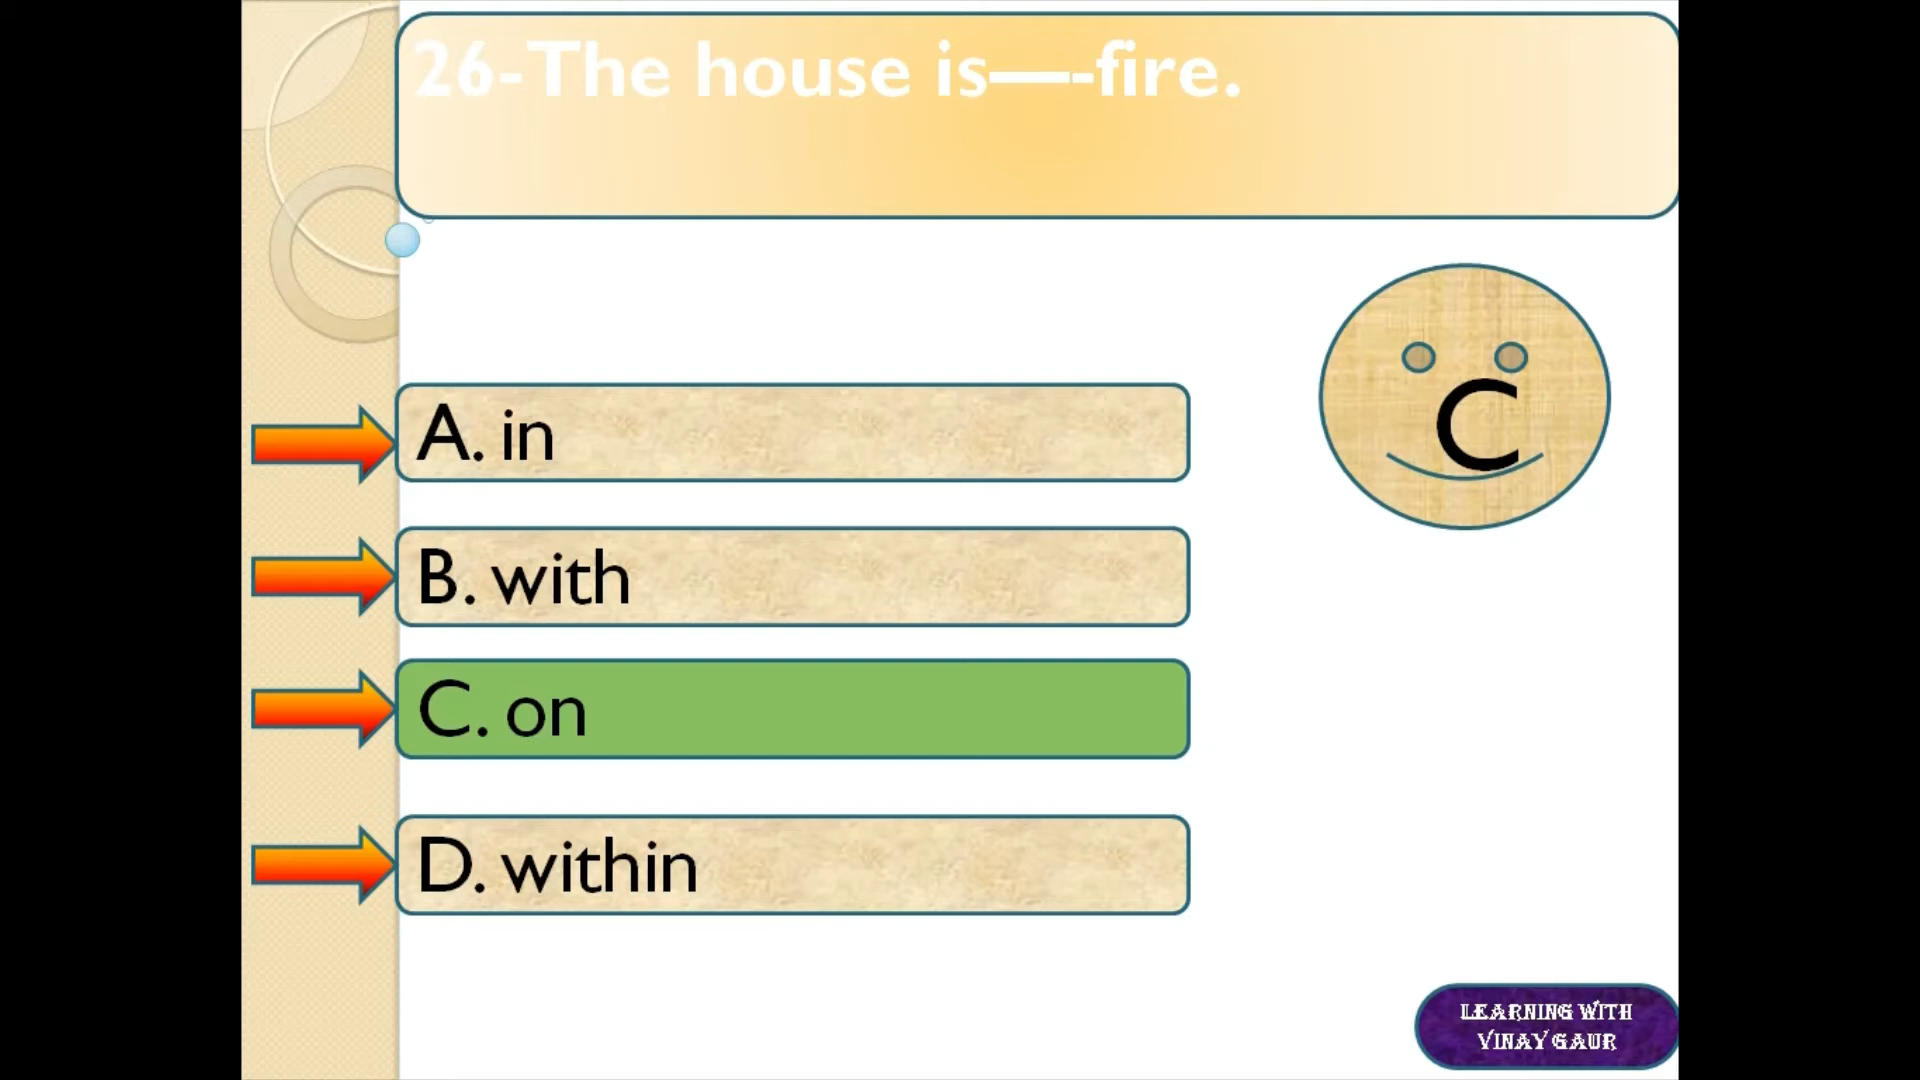 26-The house is—-fire.
A. in
C
B. with
C. on
D. within
LEARNING WITH
VINAY GAUR